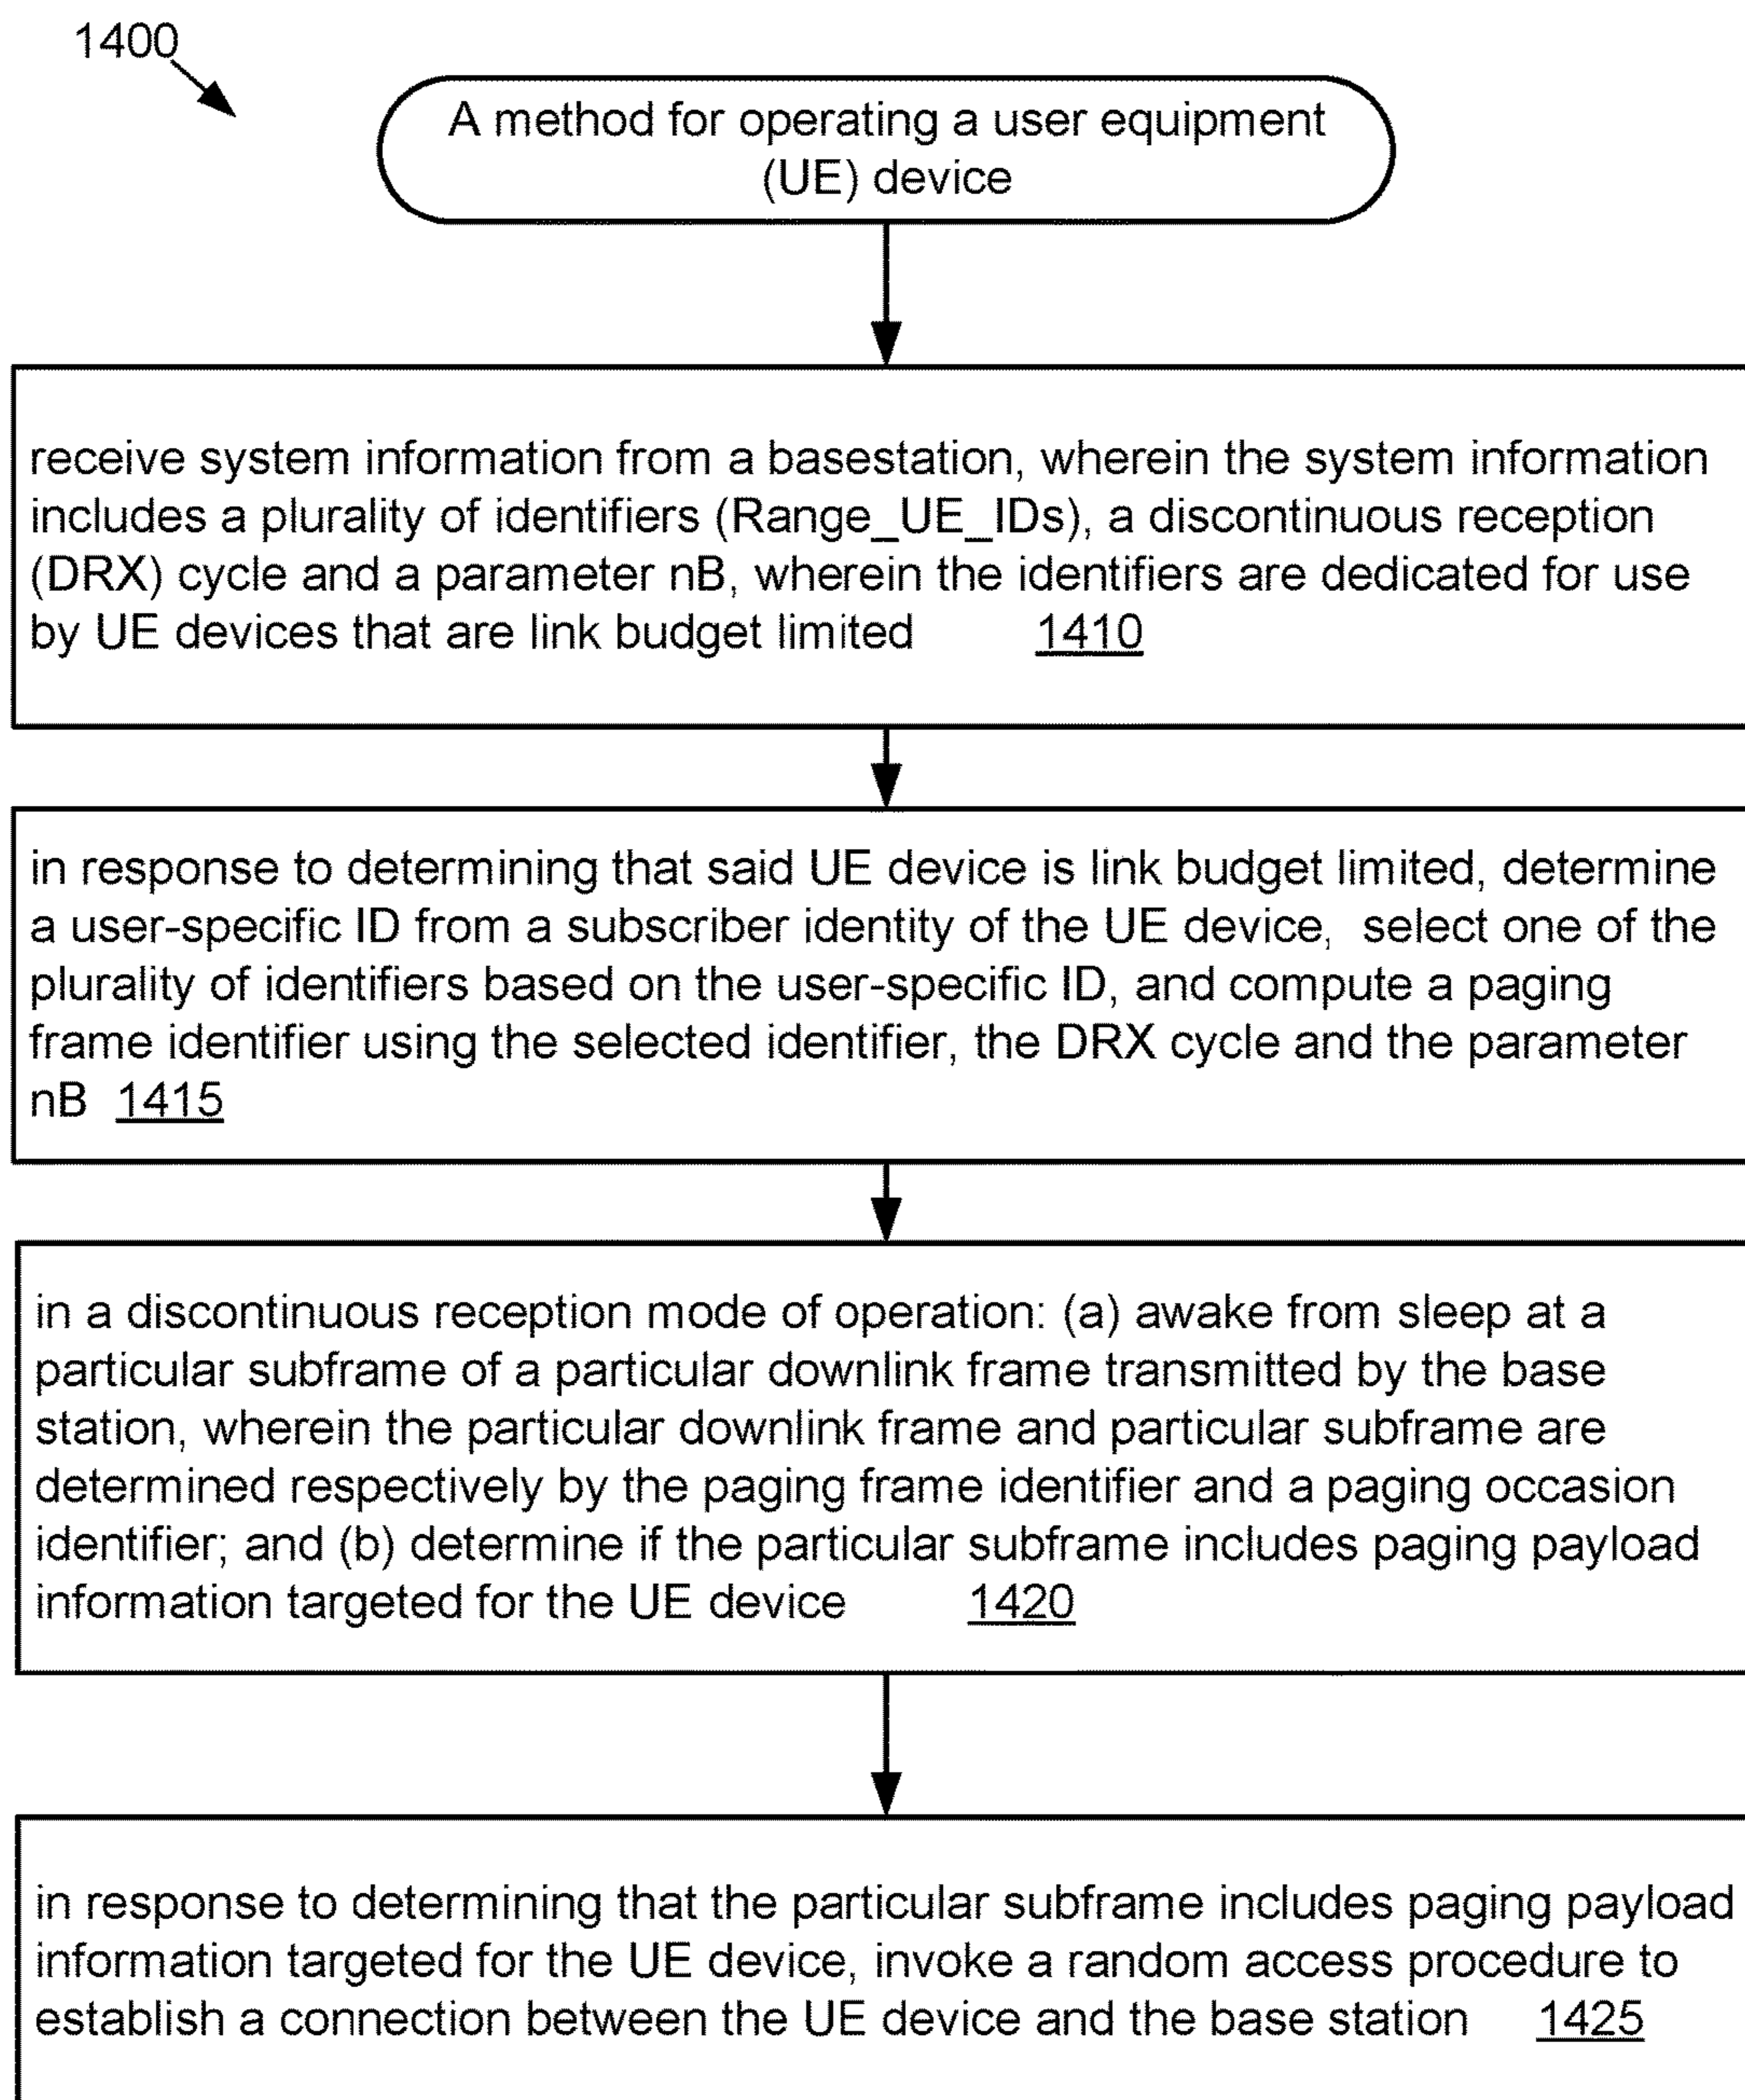 1400
A method for operating a user equipment
(UE) device
receive system information from a basestation, wherein the system information
includes a plurality of identifiers (Range_UE_IDs), a discontinuous reception
(DRX) cycle and a parameter nB, wherein the identifiers are dedicated for use
by UE devices that are link budget limited 1410
in response to determining that said UE device is link budget limited, determine
a user-specific ID from a subscriber identity of the UE device, select one of the
plurality of identifiers based on the user-specific ID, and compute a paging
frame identifier using the selected identifier, the DRX cycle and the parameter
nB 1415
in a discontinuous reception mode of operation: (a) awake from sleep at a
particular subframe of a particular downlink frame transmitted by the base
station, wherein the particular downlink frame and particular subframe are
determined respectively by the paging frame identifier and a paging occasion
identifier; and (b) determine if the particular subframe includes paging payload
information targeted for the UE device 1420
in response to determining that the particular subframe includes paging payload
information targeted for the UE device, invoke a random access procedure to
establish a connection between the UE device and the base station 1425